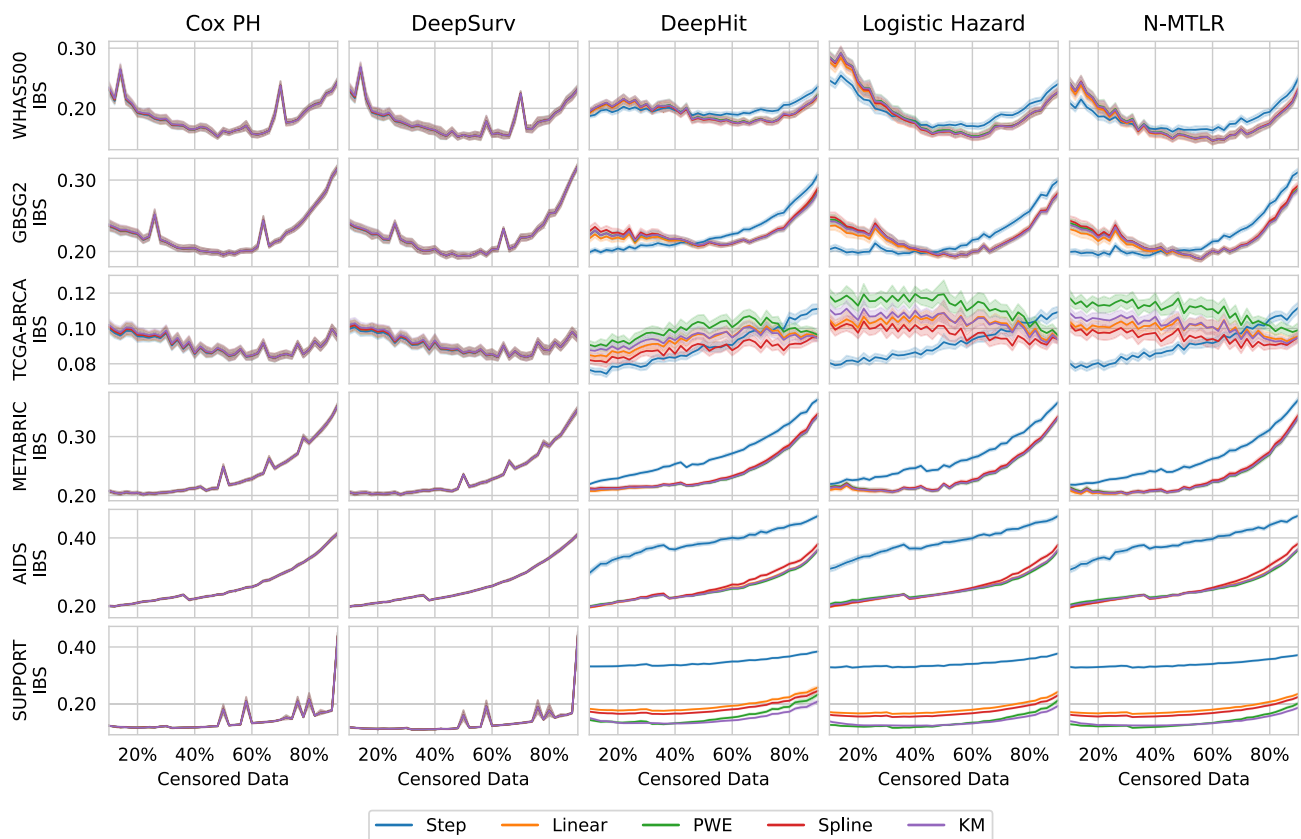 Cox PH DeepSurv DeepHit Logistic Hazard N-MTLR
WHAS500
IBS
0.30
0.20
GBSG2
IBS
0.30
0.20
TCGA-BRCA
IBS
0.12
0.10
0.08
METABRIC
IBS
0.30
0.20
AIDS
IBS
0.40
0.20
SUPPORT
IBS
0.40
0.20
20% 40% 60% 80% 20% 40% 60% 80% 20% 40% 60% 80% 20% 40% 60% 80% 20% 40% 60% 80%
Censored Data Censored Data Censored Data Censored Data Censored Data
Step Linear PWE Spline KM